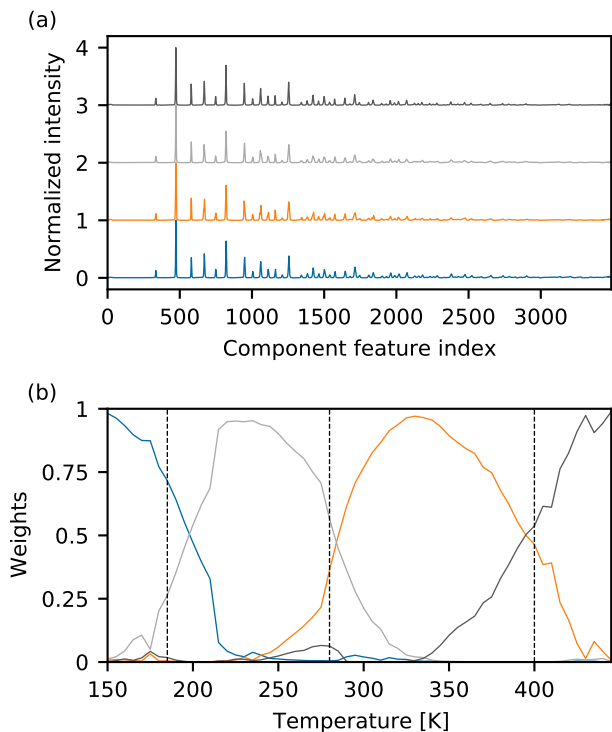 (a)
Normalized intensity
4
3
2
1
0
0 500 1000 1500 2000 2500 3000
Component feature index
(b)
Weights
1
0.75
0.5
0.25
0
150 200 250 300 350 400
Temperature [K]